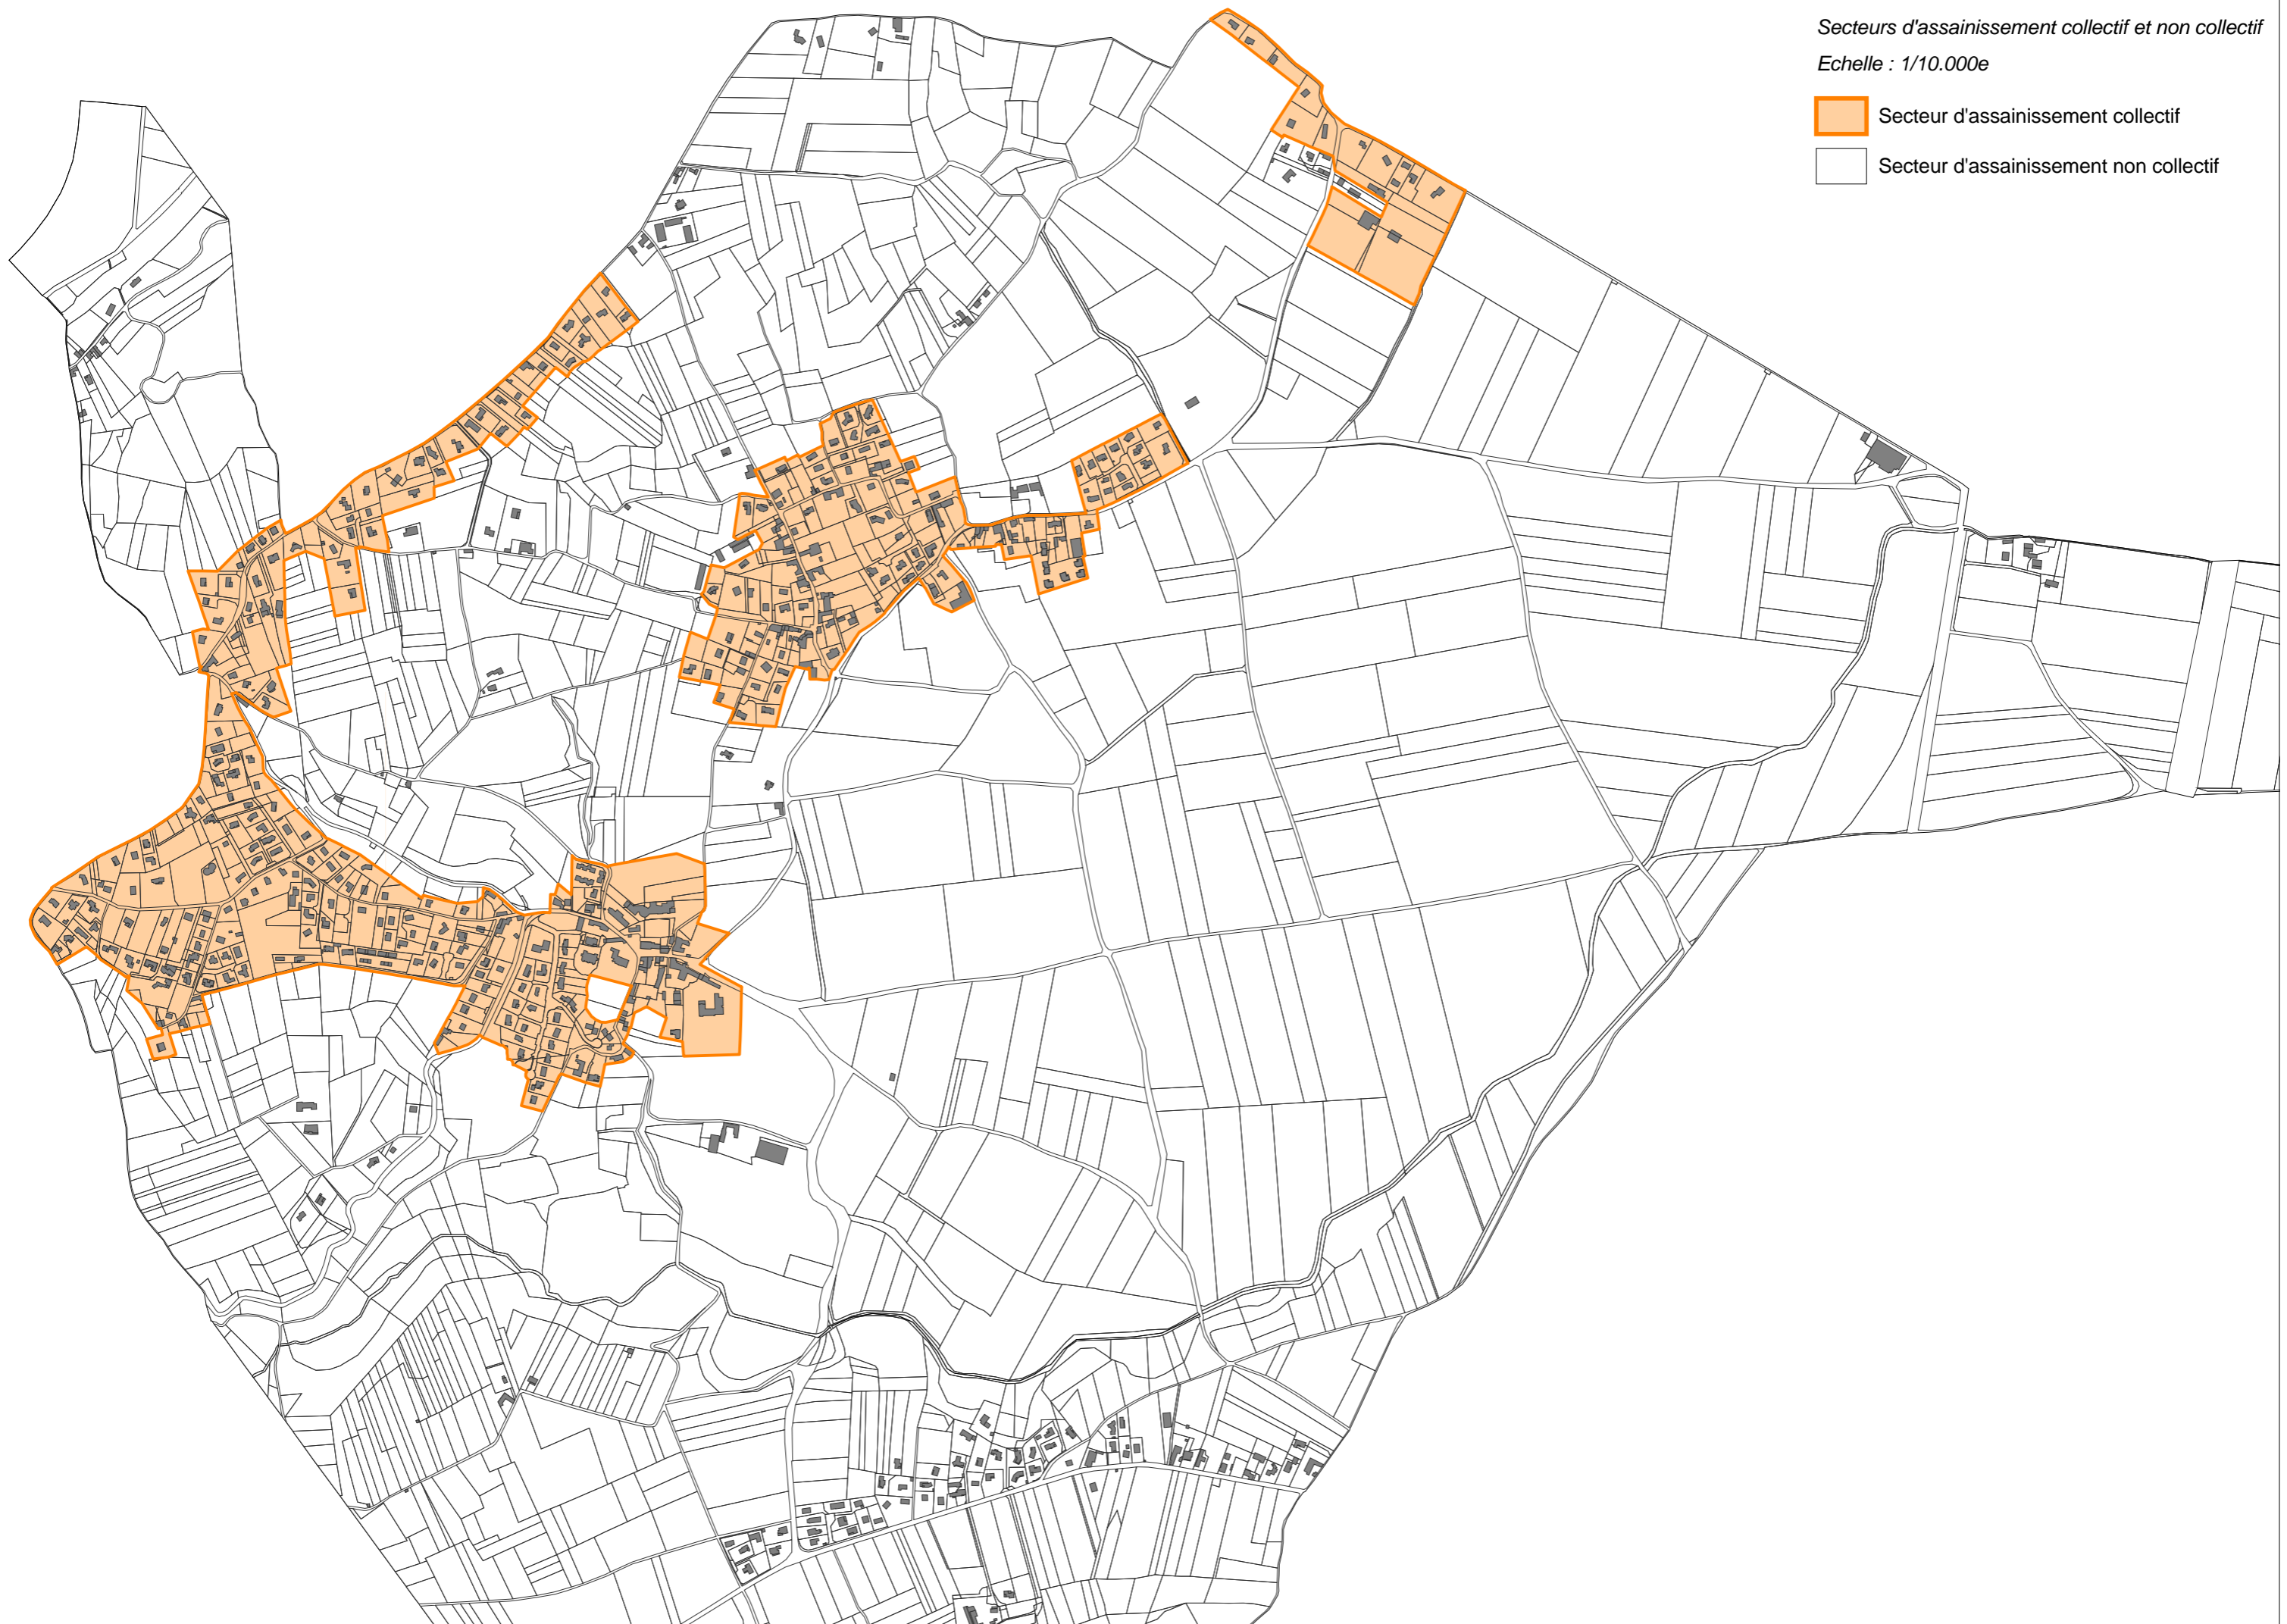 Secteurs d'assainissement collectif et non collectif
Echelle : 1/10.000e
Secteur d'assainissement collectif
Secteur d'assainissement non collectif